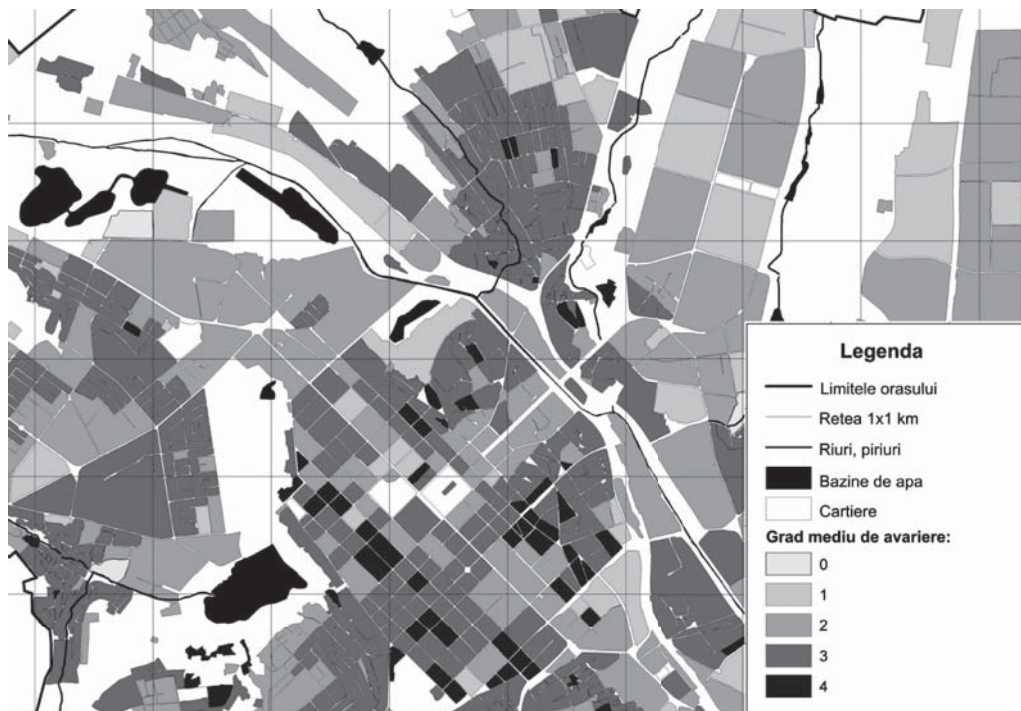 Legenda
Limitele orasului
Retea 1x1 km
Riuri, piriuri
Bazine de apa
Cartiere
Grad mediu de avariere:
0
1
2
3
4